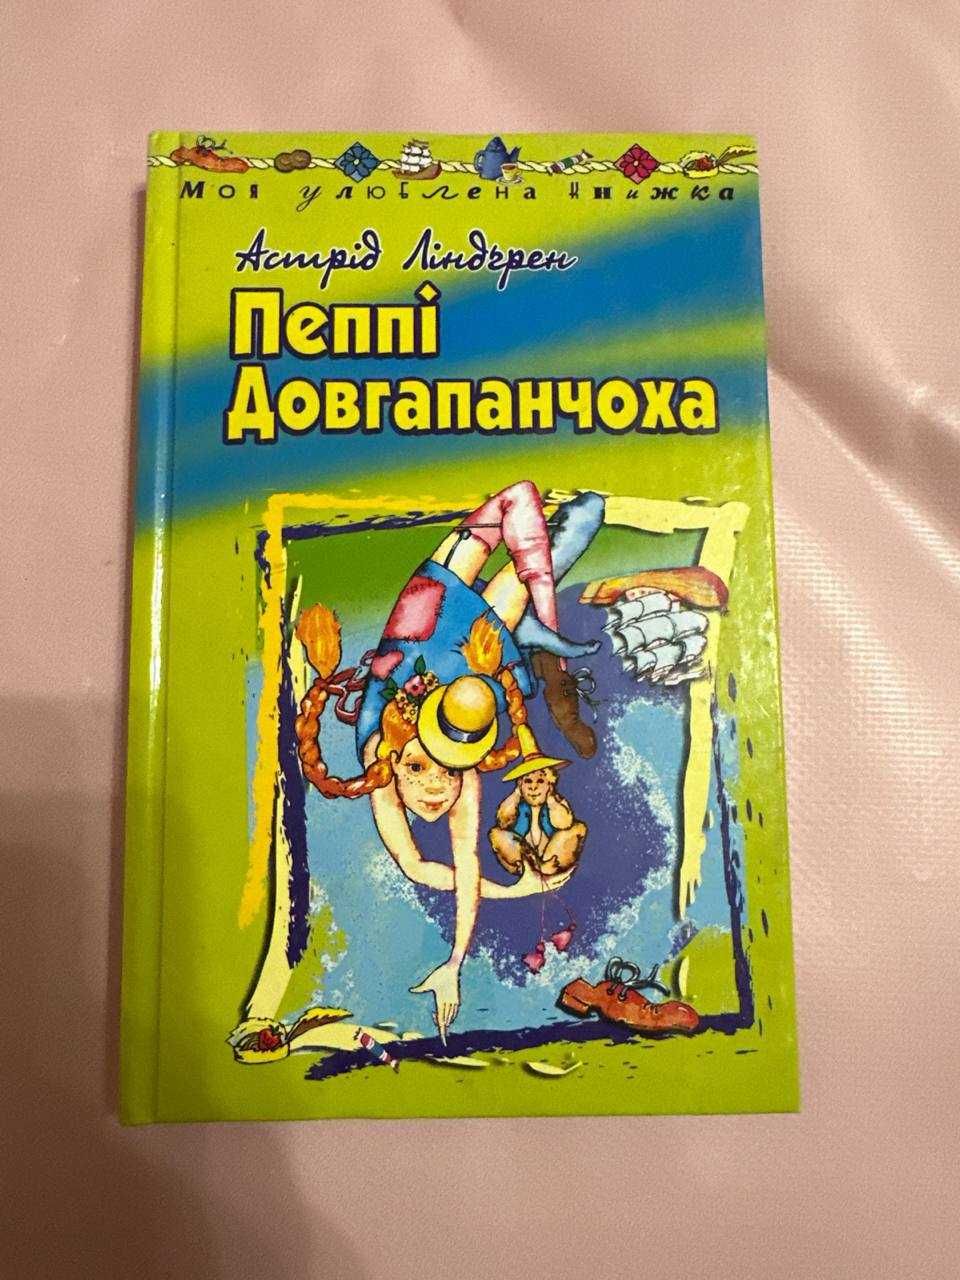 Моя улюблена книжка
Астрід Ліндґрен
Пеппі
Довгапанчоха